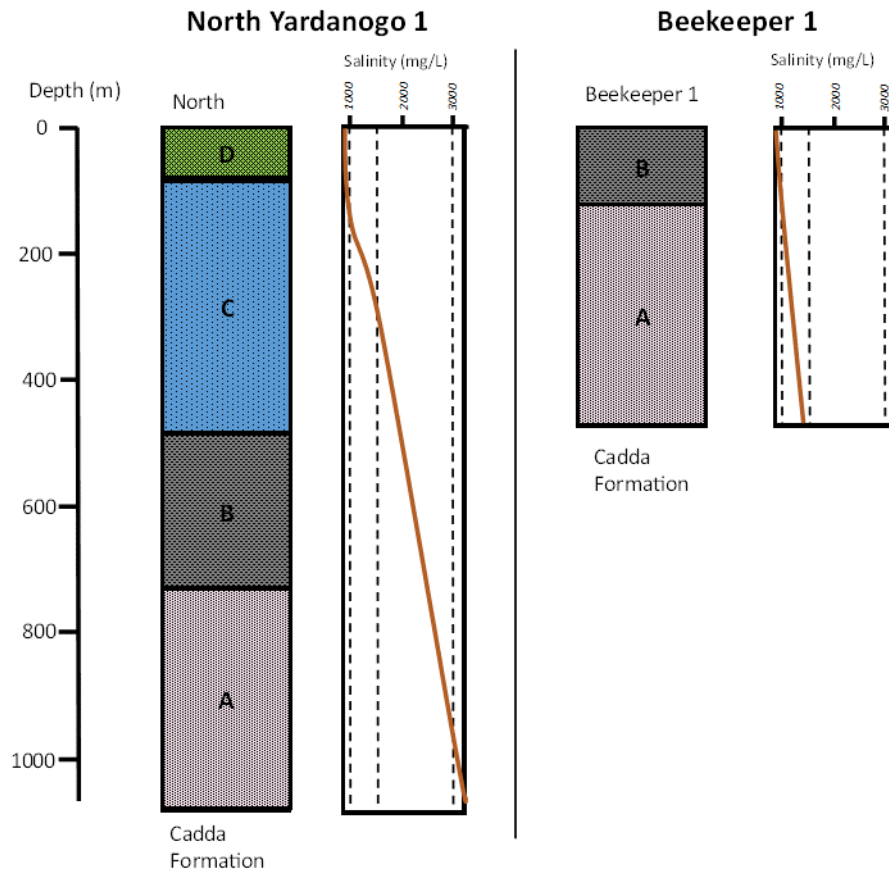 North Yardanogo 1
Beekeeper 1
Salinity (mg/L)
Salinity (mg/L)
Depth (m)
North
1000
2000
3000
Beekeeper 1
1000
2000
3000
0
D
B
200
C
A
400
Cadda
Formation
600
B
800
A
1000
Cadda
Formation